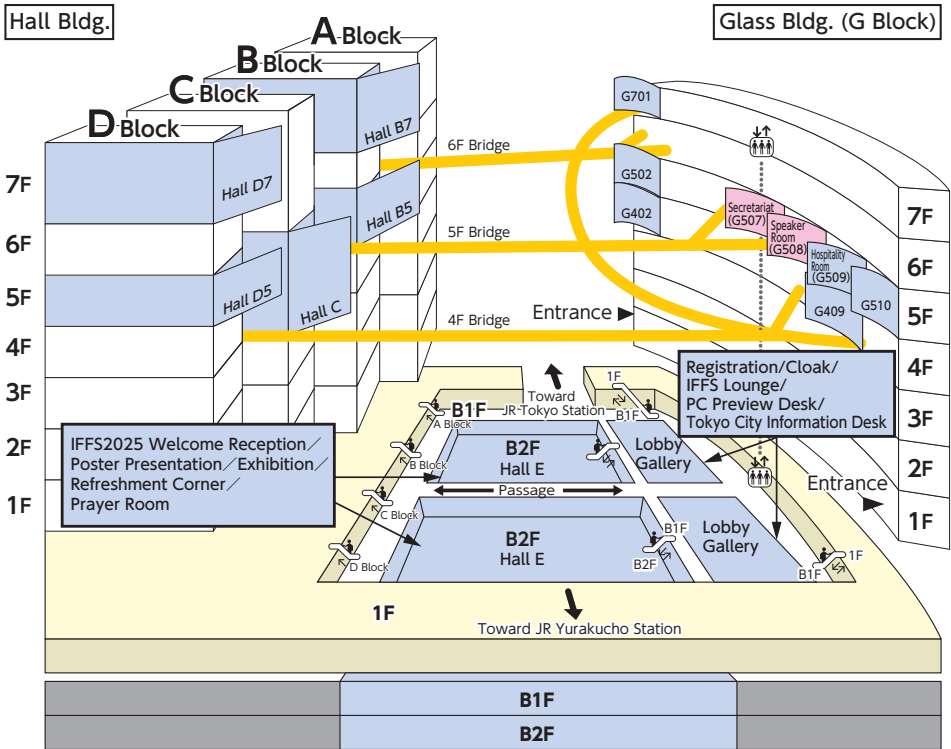 Hall Bldg.
Glass Bldg. (G Block)
A Block
B Block
C Block
D Block
Hall B7
Hall D7
Hall B5
Hall D5
Hall C
7F
6F
5F
4F
3F
2F
1F
6F Bridge
5F Bridge
4F Bridge
G701
G502
G402
Secretariat
(G507)
Speaker
Room
(G508)
Hospitality
Room
(G509)
G510
G409
7F
6F
5F
4F
3F
2F
1F
Entrance
Entrance
Registration/Cloak/
IFFS Lounge/
PC Preview Desk/
Tokyo City Information Desk
IFFS2025 Welcome Reception/
Poster Presentation/Exhibition/
Refreshment Corner/
Prayer Room
Toward
JR Tokyo Station
1F
B1F
B1F
A Block
B Block
C Block
D Block
B2F
Hall E
Lobby
Gallery
Passage
B2F
Hall E
Lobby
Gallery
B1F
B2F
1F
B1F
1F
Toward JR Yurakucho Station
B1F
B2F